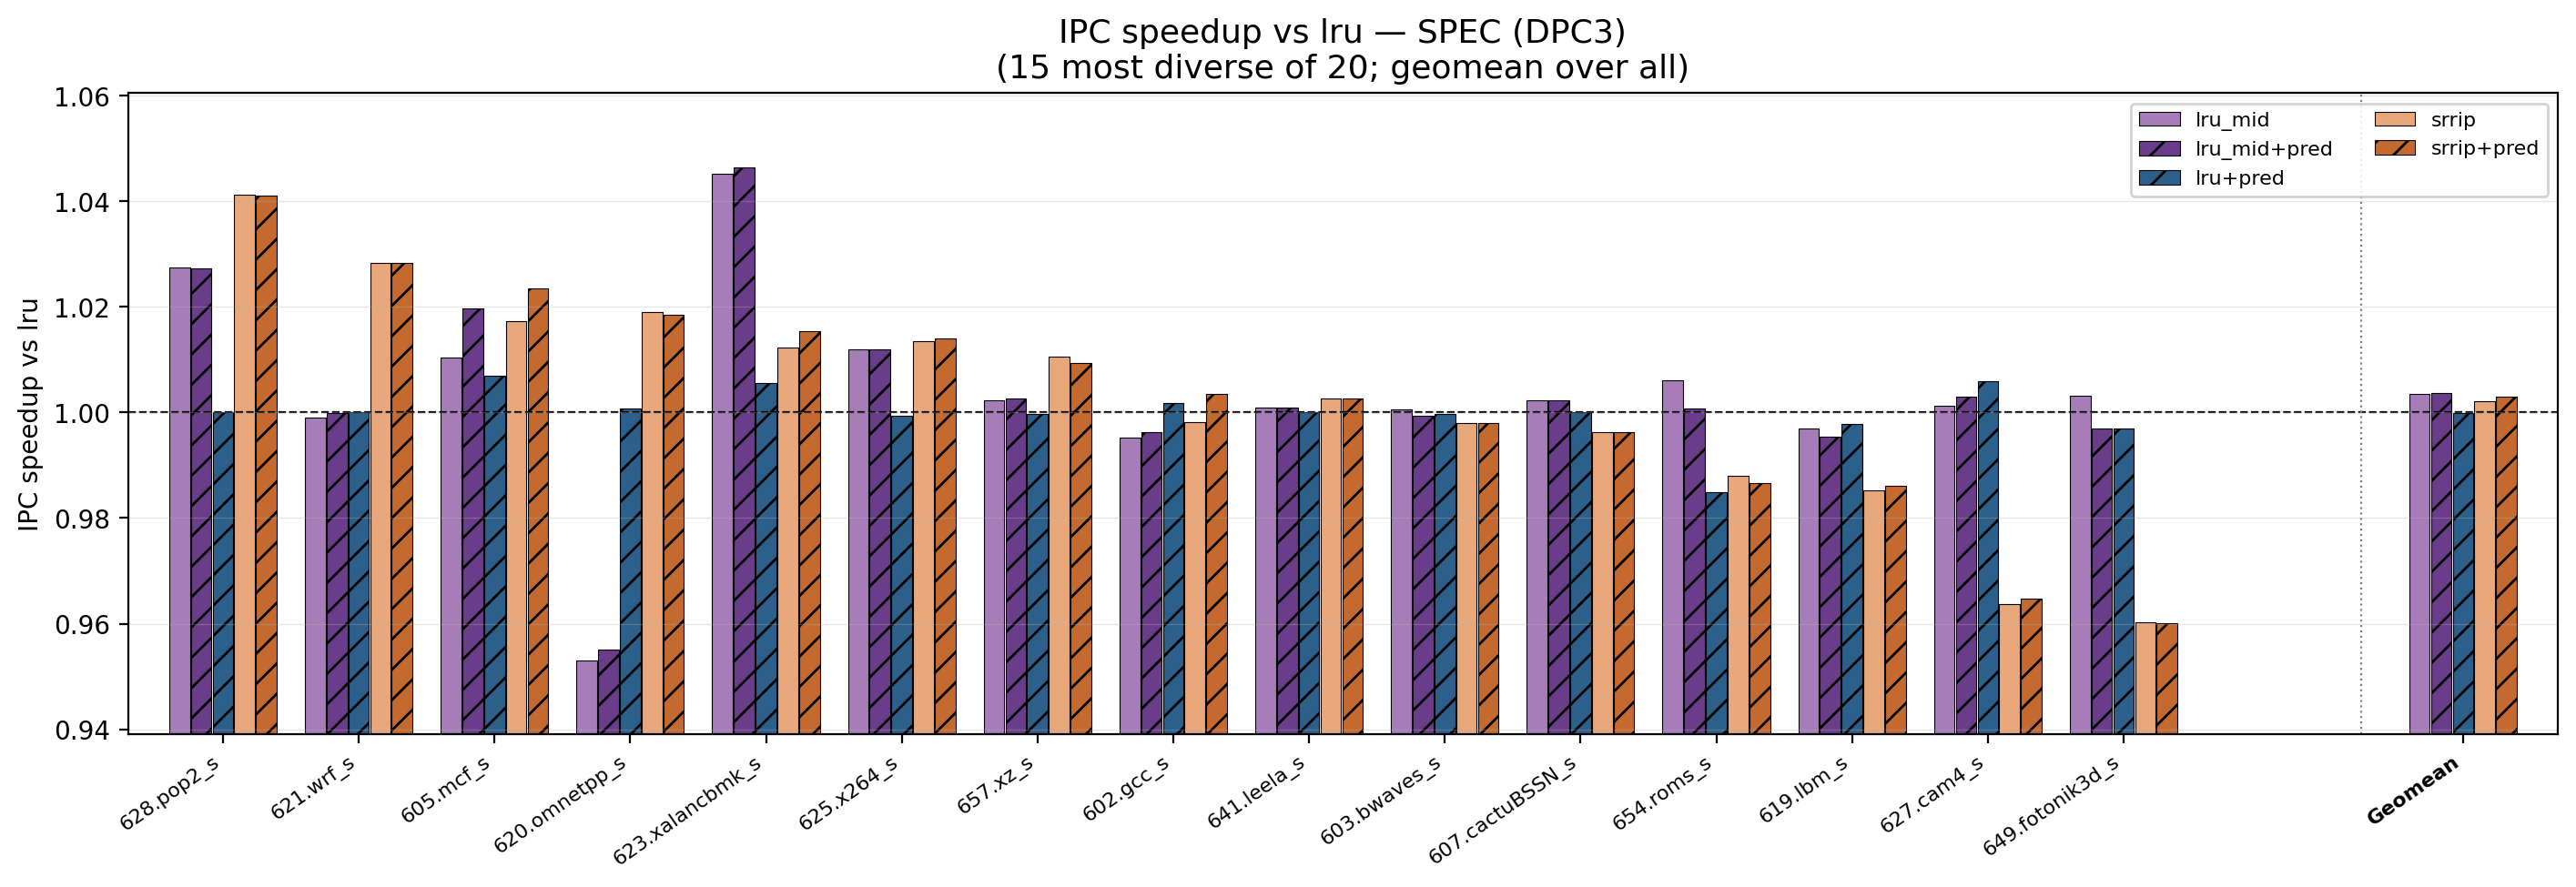 IPC speedup vs lru — SPEC (DPC3)
(15 most diverse of 20; geomean over all)
IPC speedup vs lru
1.06
1.04
1.02
1.00
0.98
0.96
0.94
lru_mid
lru_mid+pred
lru+pred
srrip
srrip+pred
628.pop2_s
621.wrf_s
605.mcf_s
620.omnetpp_s
623.xalancbmk_s
625.x264_s
657.xz_s
602.gcc_s
641.leela_s
603.bwaves_s
607.cactuBSSN_s
654.roms_s
619.lbm_s
627.cam4_s
649.fotonik3d_s
Geomean